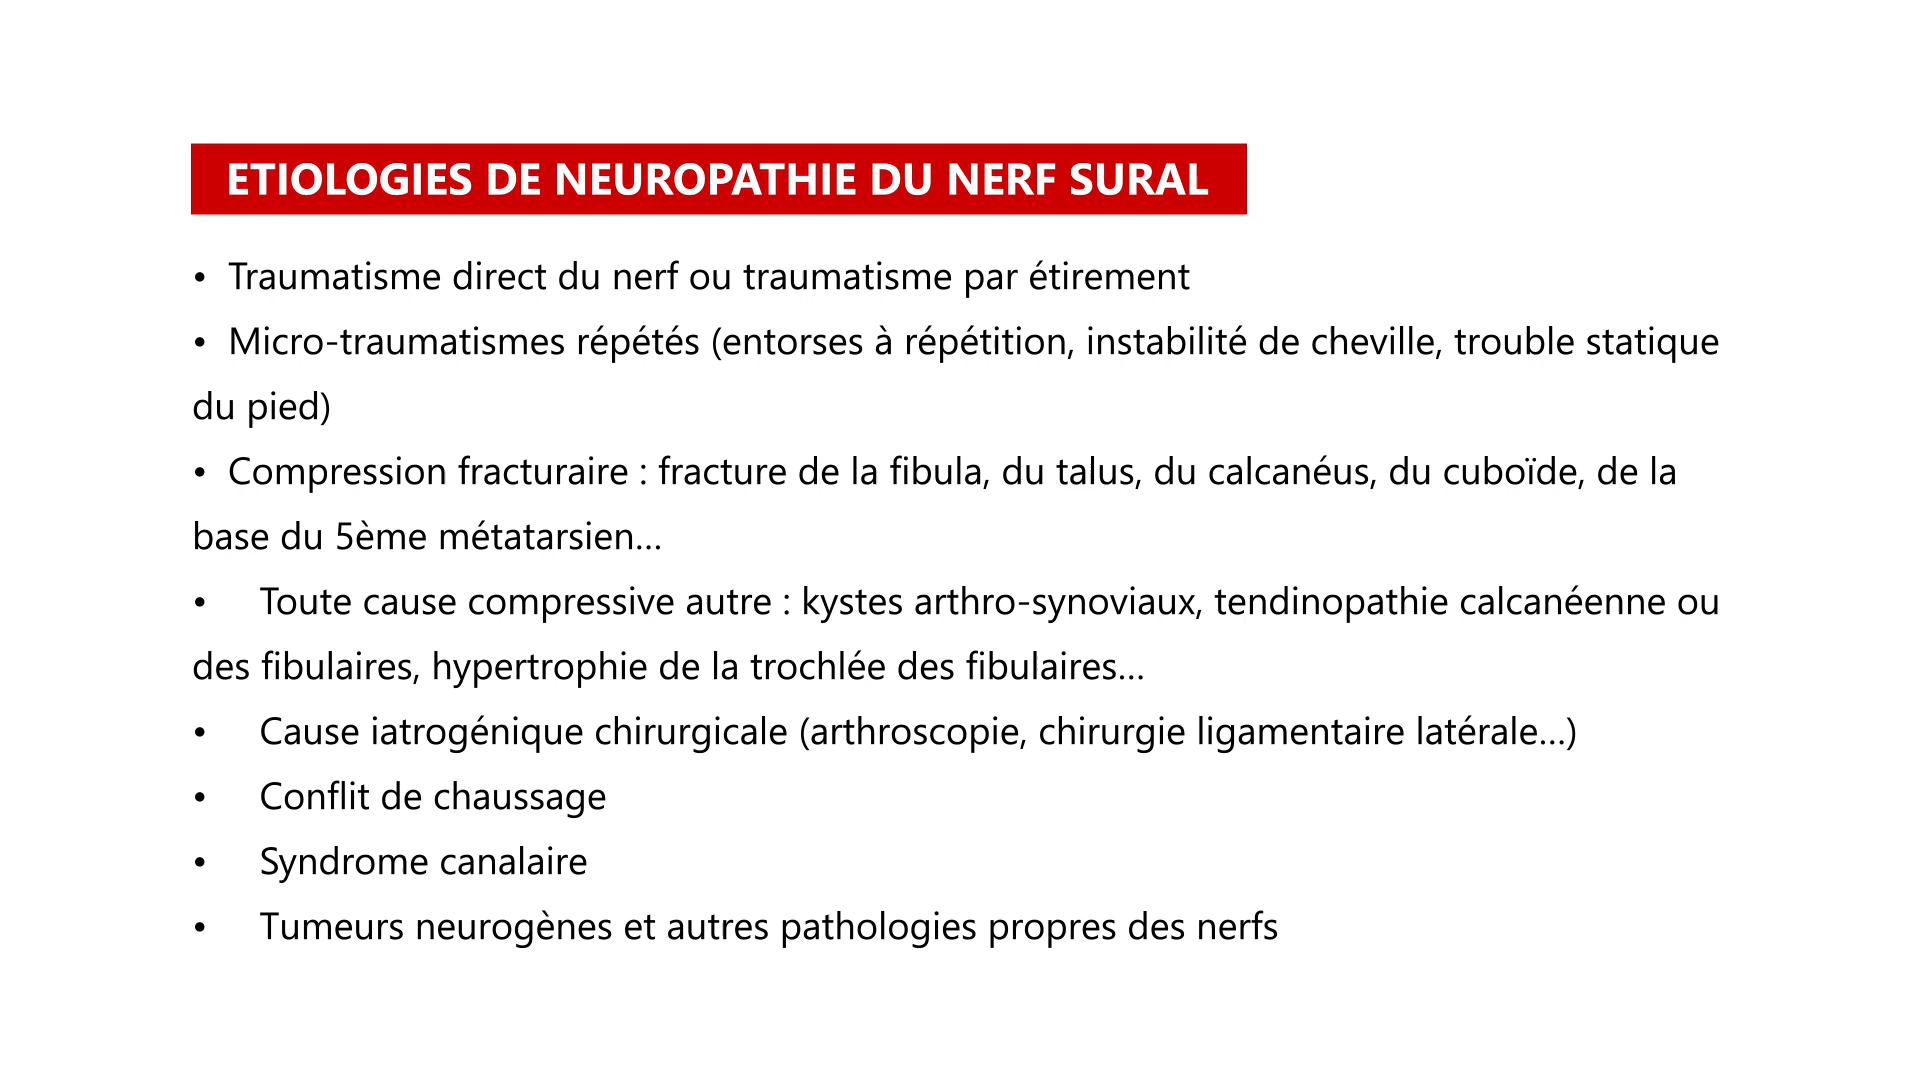 ETIOLOGIES DE NEUROPATHIE DU NERF SURAL
• Traumatisme direct du nerf ou traumatisme par étirement
• Micro-traumatismes répétés (entorses à répétition, instabilité de cheville, trouble statique
du pied)
• Compression fracturaire : fracture de la fibula, du talus, du calcanéus, du cuboïde, de la
base du 5ème métatarsien…
• Toute cause compressive autre : kystes arthro-synoviaux, tendinopathie calcanéenne ou
des fibulaires, hypertrophie de la trochlée des fibulaires…
• Cause iatrogénique chirurgicale (arthroscopie, chirurgie ligamentaire latérale…)
• Conflit de chaussage
• Syndrome canalaire
• Tumeurs neurogènes et autres pathologies propres des nerfs